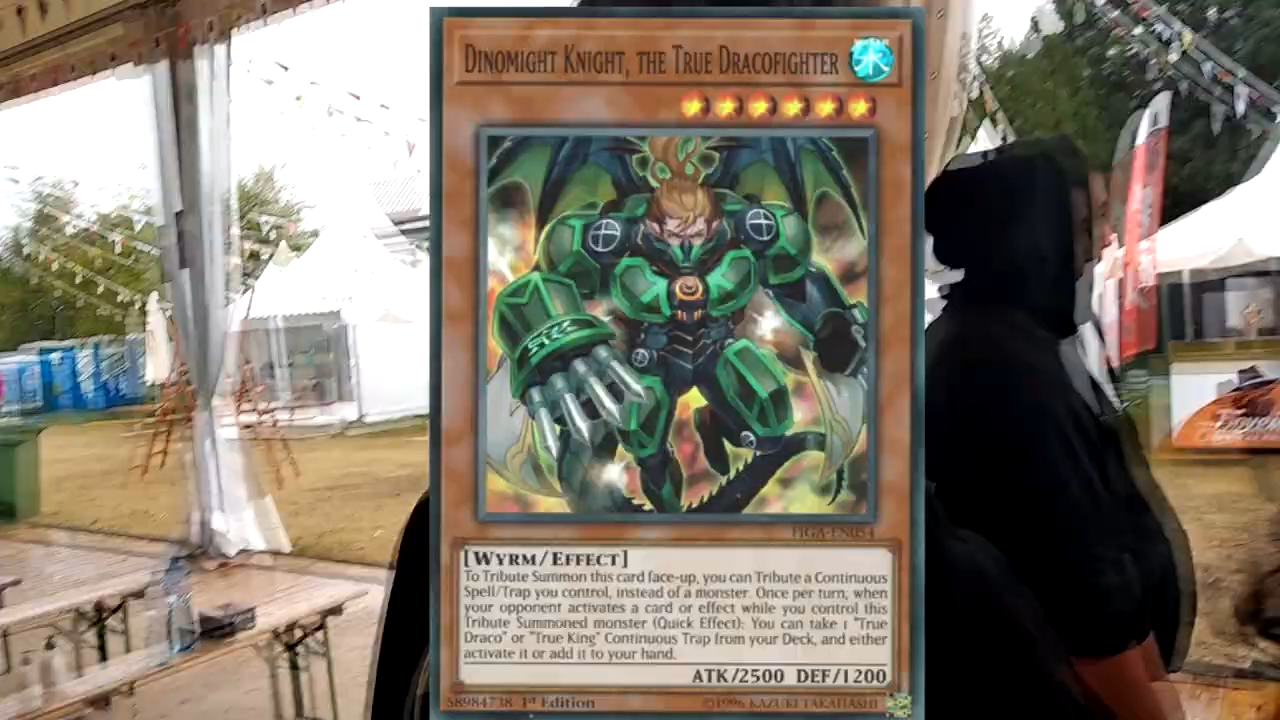 DINOMIGHT KNIGHT, THE TRUE DRACOFIGHTER
FIGA-EN054
[WYRM/EFFECT]
To Tribute Summon this card face-up, you can Tribute a Continuous
Spell/Trap you control, instead of a monster. Once per turn, when
your opponent activates a card or effect while you control this
Tribute Summoned monster (Quick Effect): You can take 1 "True
Draco" or "True King" Continuous Trap from your Deck, and either
activate it or add it to your hand.
ATK/2500 DEF/1200
58984738 1st Edition ©1996 KAZUKI TAKAHASHI